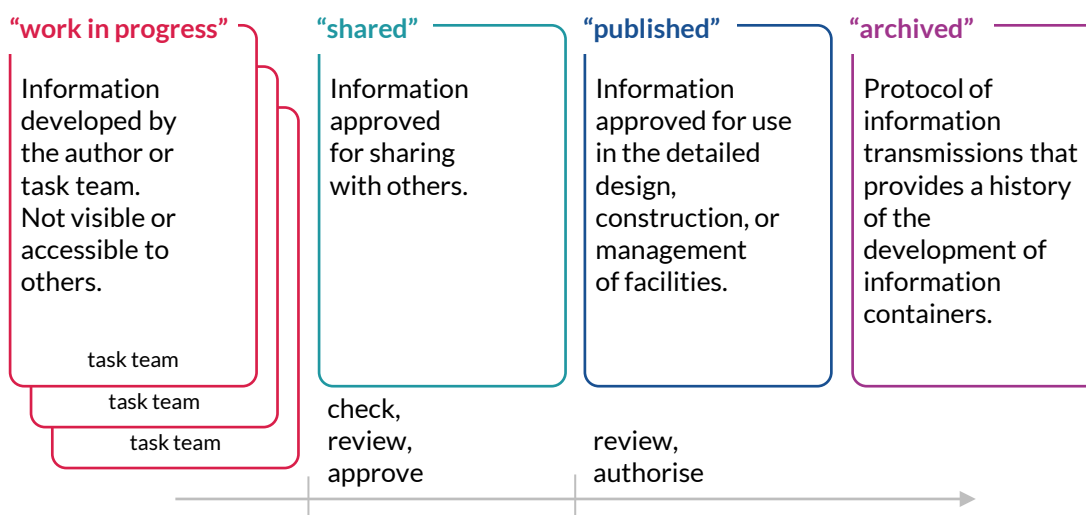 “work in progress”
Information
developed by
the author or
task team.
Not visible or
accessible to
others.
task team
task team
task team
“shared”
Information
approved
for sharing
with others.
check,
review,
approve
“published”
Information
approved for use
in the detailed
design,
construction, or
management
of facilities.
review,
authorise
“archived”
Protocol of
information
transmissions that
provides a history
of the
development of
information
containers.